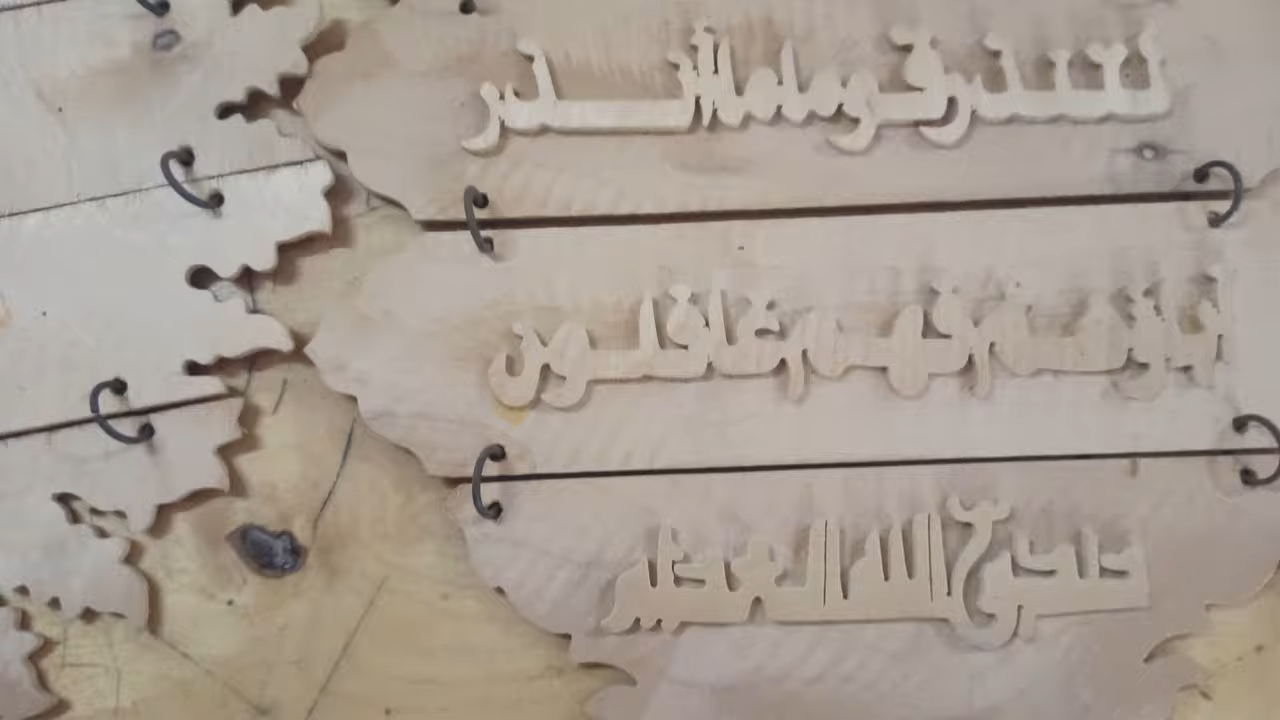 لتنذر قوما ما أنذر
آباؤهم فهم غافلون
صدق الله العظيم